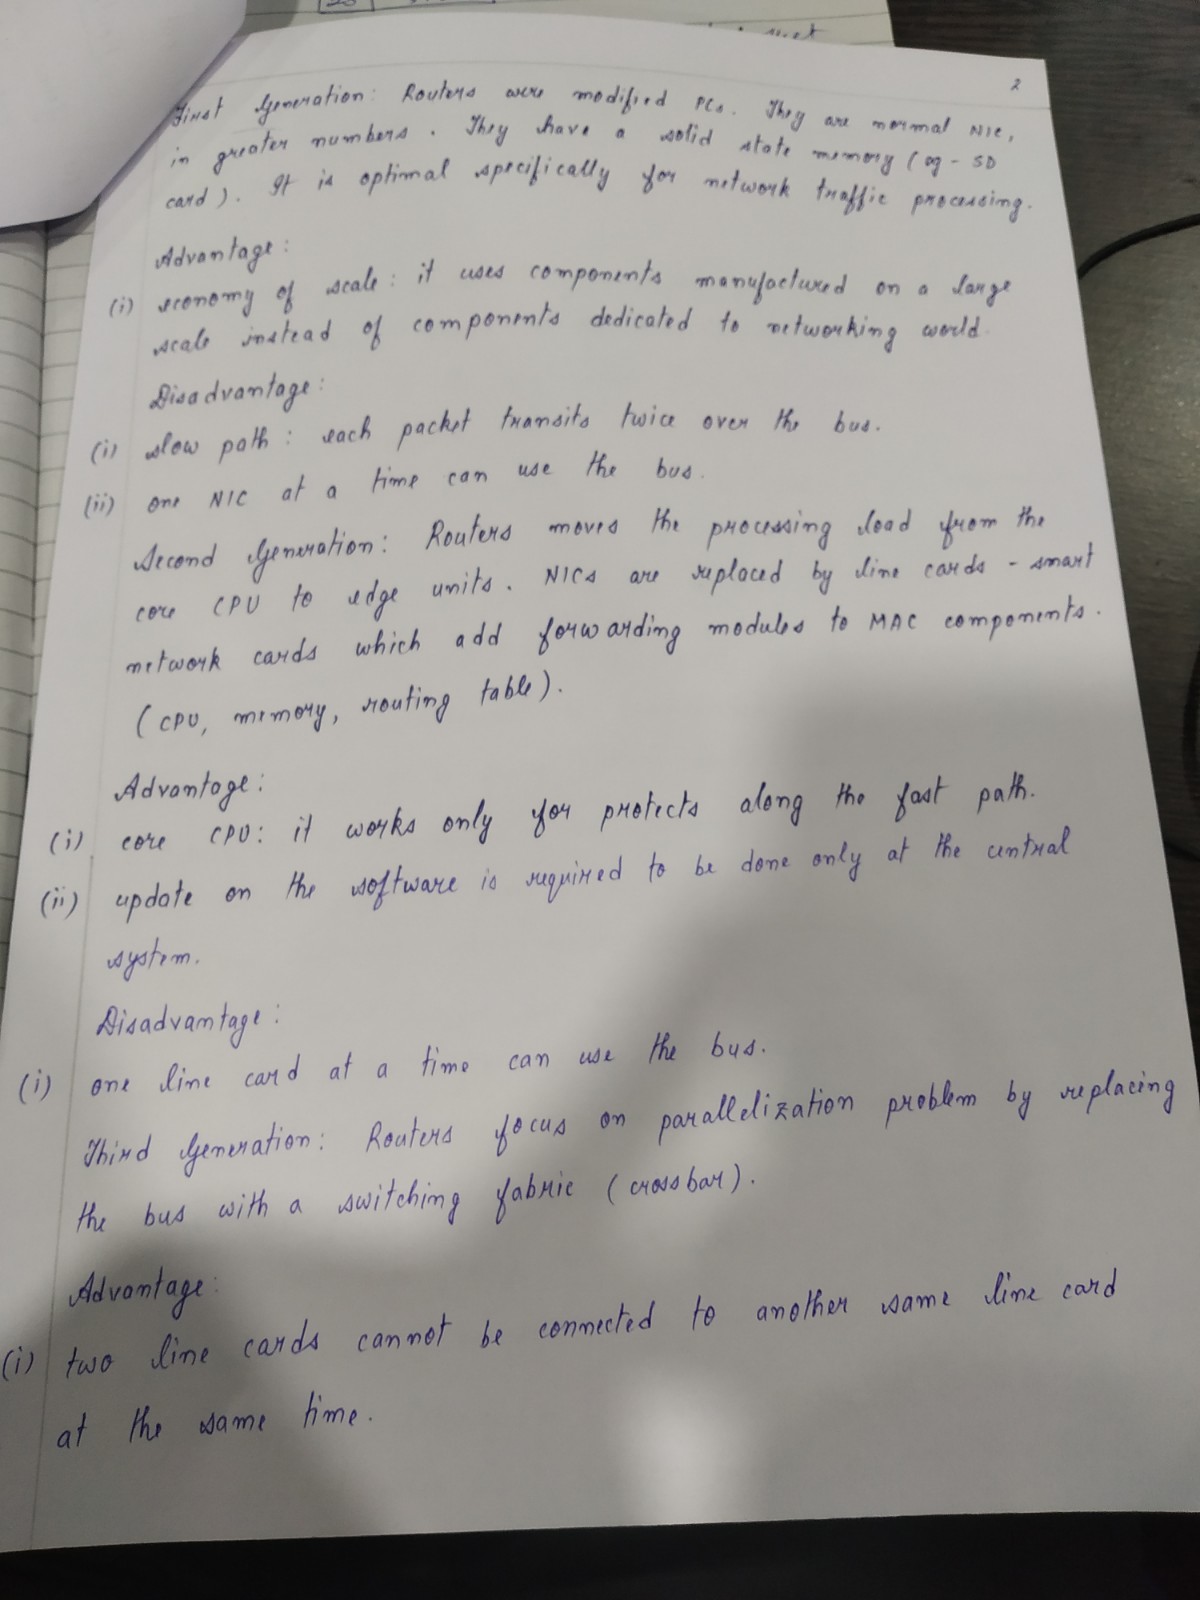 2
First Generation: Routers were modified PCs. They are normal NIC,
in greater numbers. They have a solid state memory (eg - SD
card). It is optimal specifically for network traffic processing.
Advantage:
(i) economy of scale: it uses components manufactured on a large
scale instead of components dedicated to networking world.
Disadvantage:
(i) slow path: each packet transits twice over the bus.
(ii) one NIC at a time can use the bus.
Second Generation: Routers moves the processing load from the
core CPU to edge units. NICs are replaced by line cards - smart
network cards which add forwarding modules to MAC components.
(CPU, memory, routing table).
Advantage:
(i) core CPU: it works only for protects along the fast path.
(ii) update on the software is required to be done only at the central
system.
Disadvantage:
(i) one line card at a time can use the bus.
Third Generation: Routers focus on parallelization problem by replacing
the bus with a switching fabric (crossbar).
Advantage:
(i) two line cards cannot be connected to another same line card
at the same time.